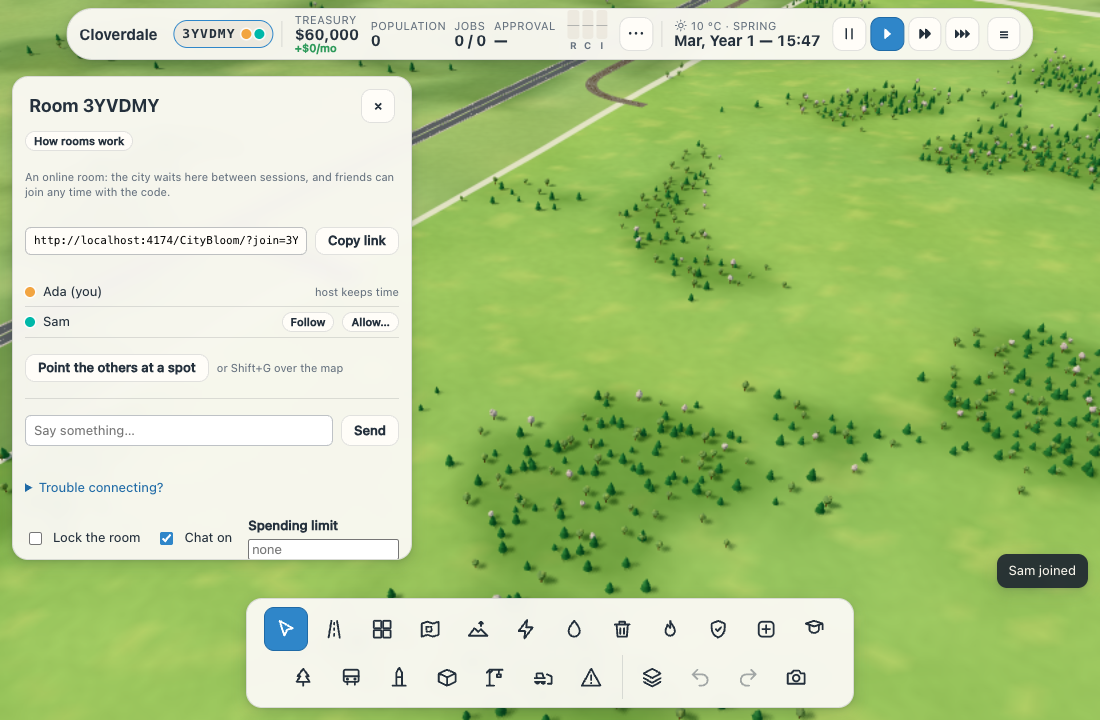 Cloverdale
3YVDMY
TREASURY
$60,000
+$0/mo
POPULATION
0
JOBS
0 / 0
APPROVAL
—
R C I
10 °C · SPRING
Mar, Year 1 — 15:47
Room 3YVDMY
How rooms work
An online room: the city waits here between sessions, and friends can
join any time with the code.
http://localhost:4174/CityBloom/?join=3Y
Copy link
Ada (you)
host keeps time
Sam
Follow
Allow...
Point the others at a spot
or Shift+G over the map
Say something...
Send
Trouble connecting?
Lock the room
Chat on
Spending limit
none
Sam joined